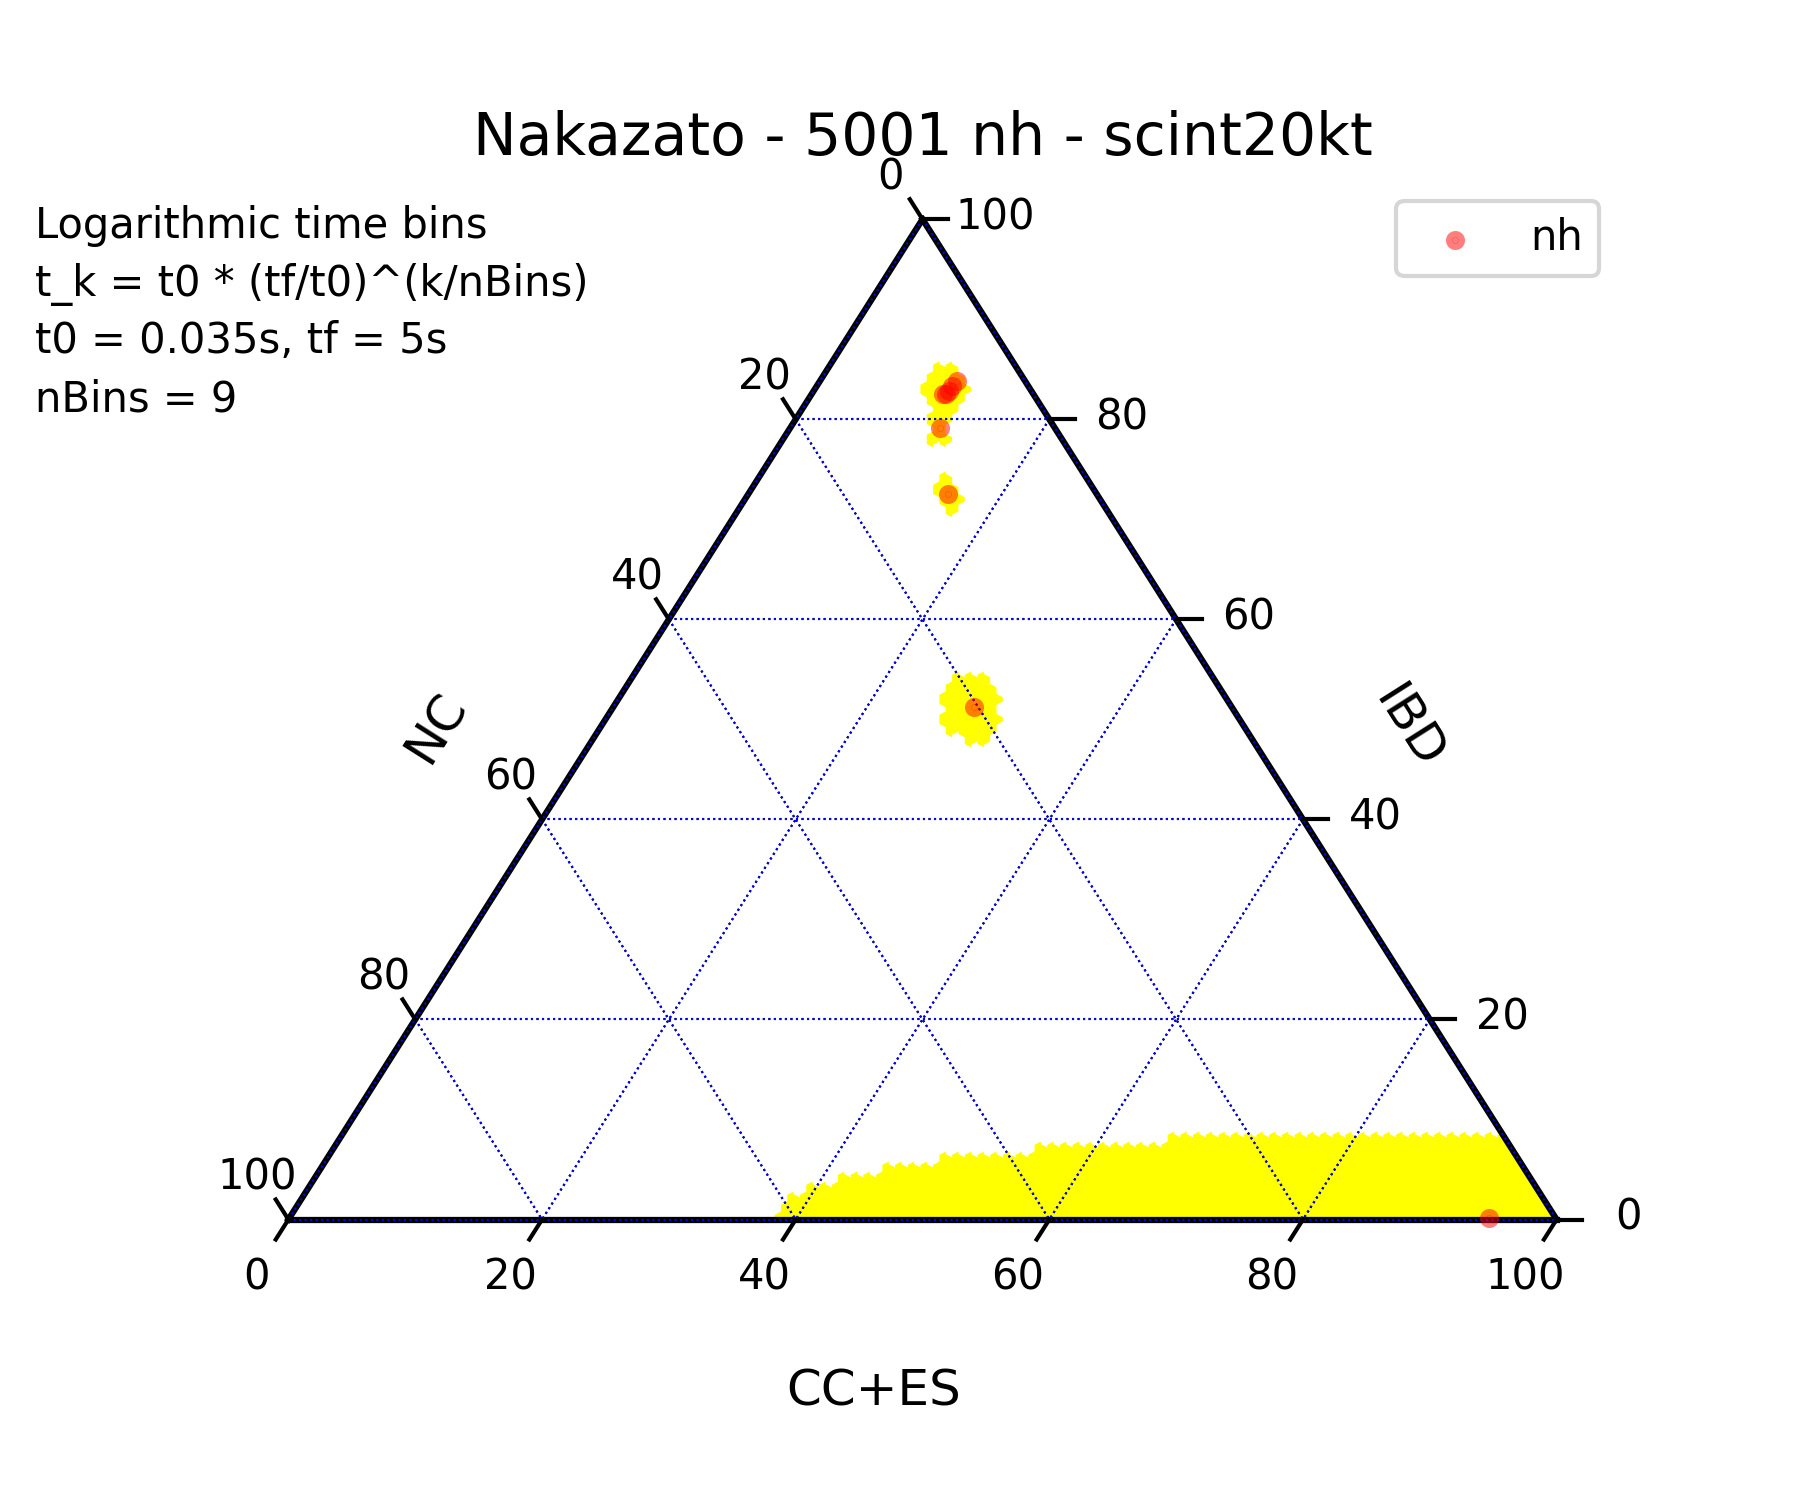 Nakazato - 5001 nh - scint20kt
Logarithmic time bins
t_k = t0 * (tf/t0)^(k/nBins)
t0 = 0.035s, tf = 5s
nBins = 9
nh
0
100
20
80
40
60
NC
IBD
60
40
80
20
100
0
0
20
40
60
80
100
CC+ES